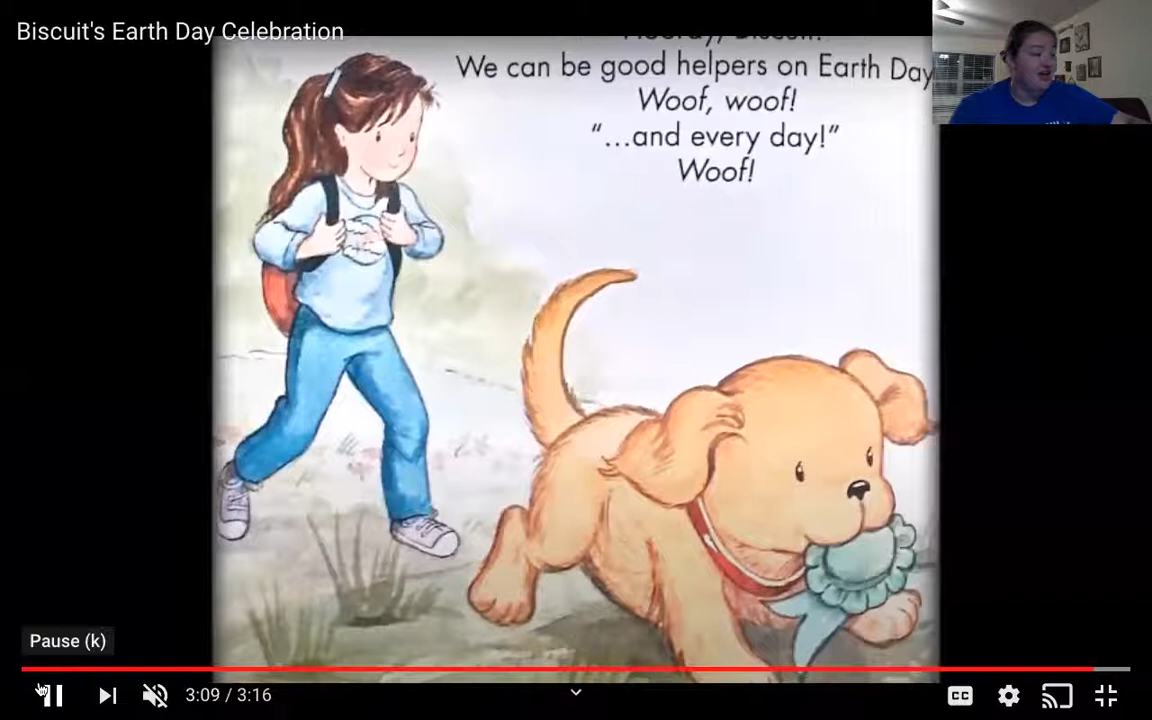 Biscuit's Earth Day Celebration
We can be good helpers on Earth Day
Woof, woof!
"...and every day!"
Woof!
Pause (k)
3:09 / 3:16
CC